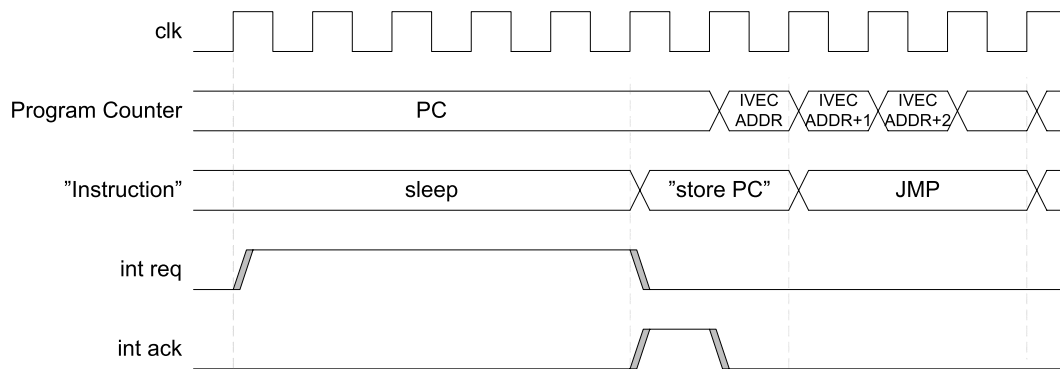 clk
Program Counter
PC
IVEC
ADDR
IVEC
ADDR+1
IVEC
ADDR+2
”Instruction”
sleep
”store PC”
JMP
int req
int ack